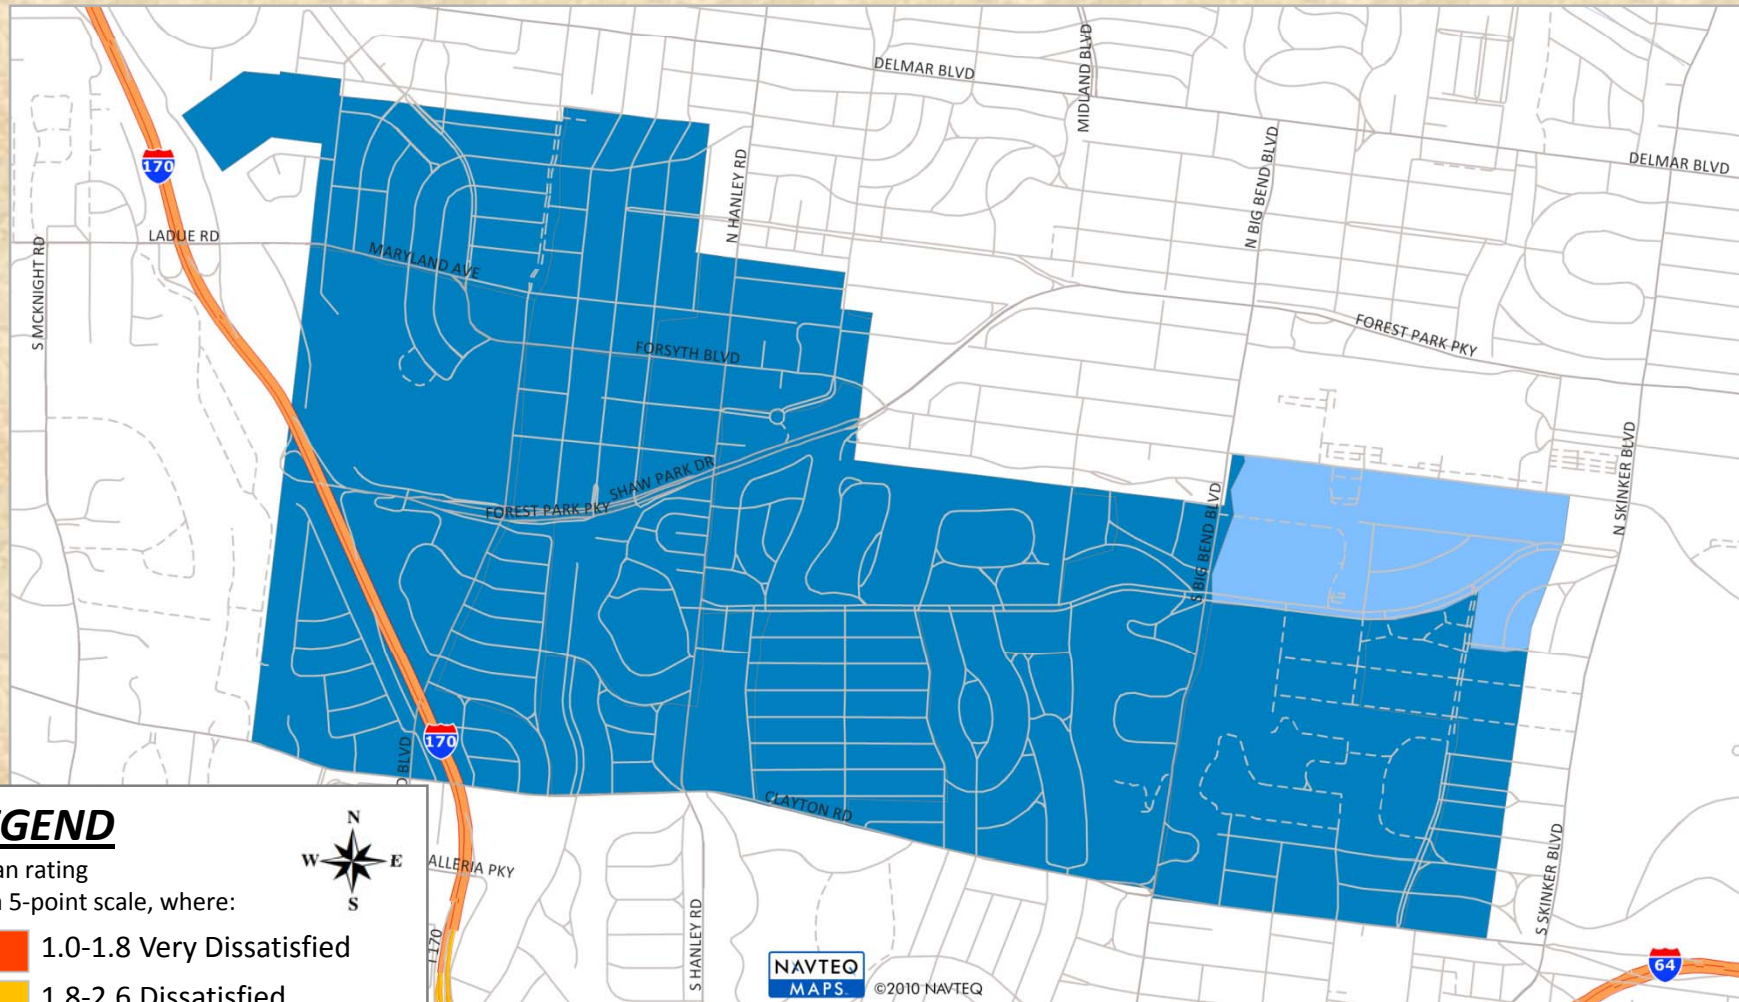 DELMAR BLVD
MIDLAND BLVD
DELMAR BLVD
170
N HANLEY RD
N BIG BEND BLVD
LADUE RD
S MCKNIGHT RD
MARYLAND AVE
FORSYTH BLVD
FOREST PARK PKY
SHAW PARK DR
FOREST PARK PKY
N SKINKER BLVD
S BIG BEND BLVD
170
D BLVD
CLAYTON RD
ALLERIA PKY
S HANLEY RD
I 170
S SKINKER BLVD
64
NAVTEQ
MAPS
©2010 NAVTEQ
EGEND
N
W E
S
an rating
5-point scale, where:
1.0-1.8 Very Dissatisfied
1.8-2.6 Dissatisfied